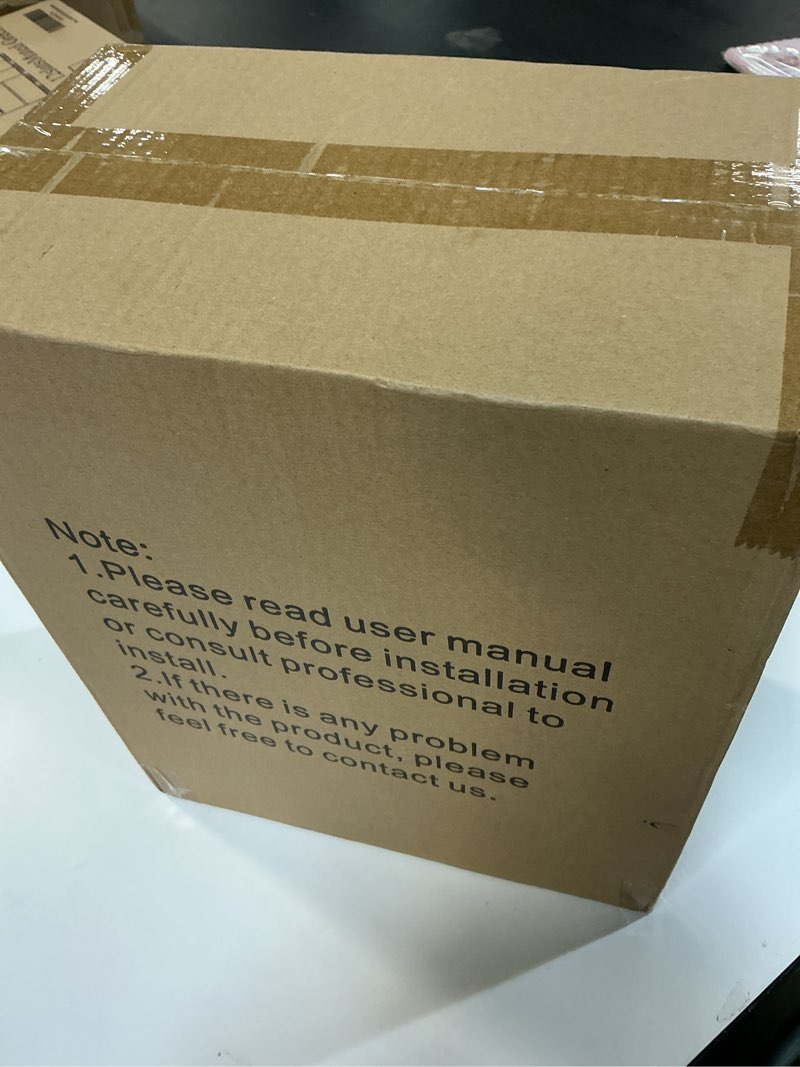 Note:
1.Please read user manual
carefully before installation
or consult professional to
install.
2.If there is any problem
with the product, please
feel free to contact us.